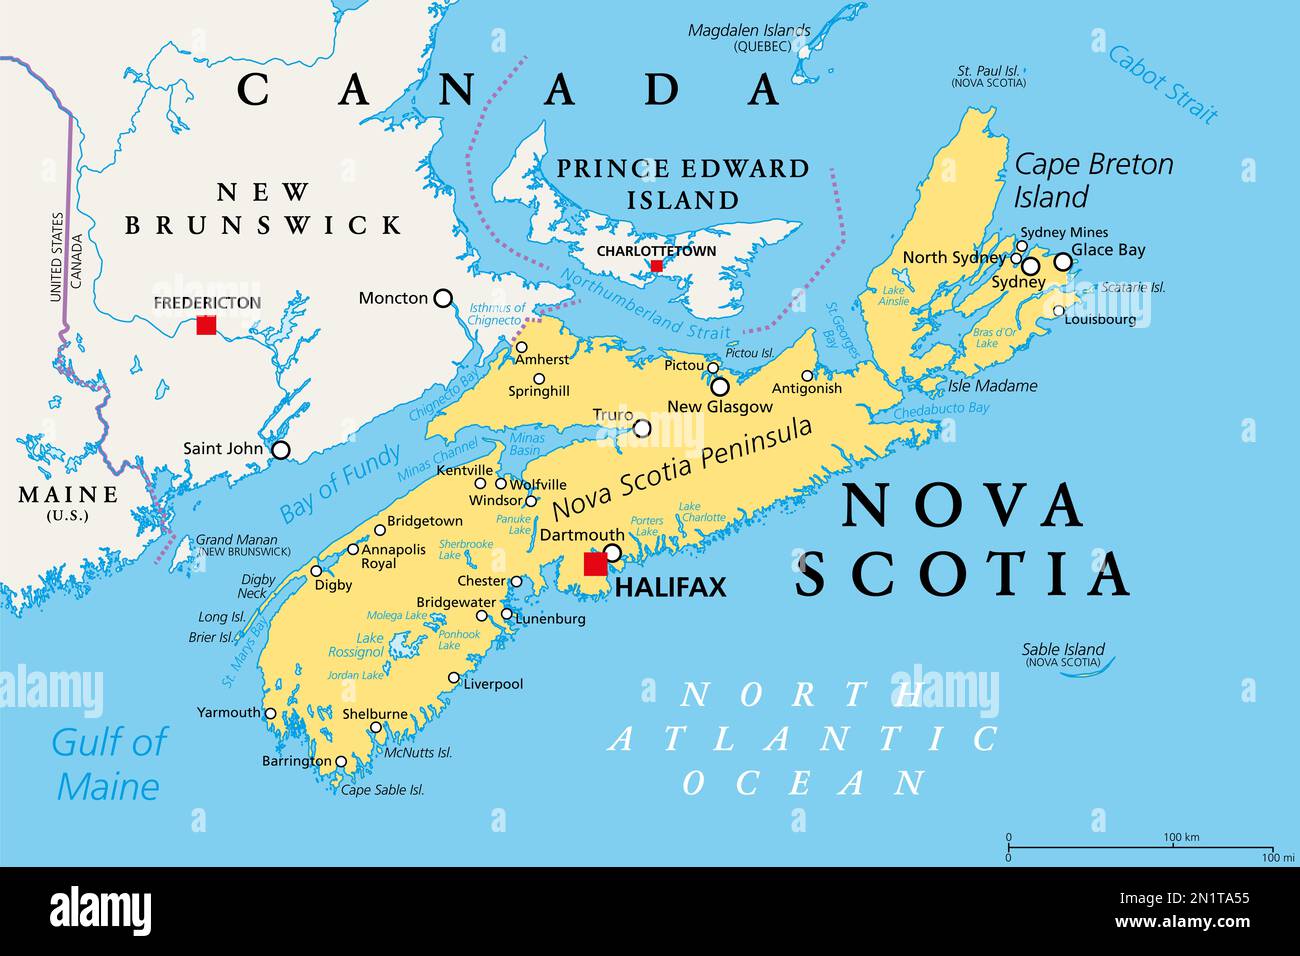 CANADA
Magdalen Islands
(QUEBEC)
St. Paul Isl.
(NOVA SCOTIA)
Cabot Strait
NEW
BRUNSWICK
PRINCE EDWARD
ISLAND
Cape Breton
Island
UNITED STATES
CANADA
CHARLOTTETOWN
Sydney Mines
Glace Bay
North Sydney
Sydney
Scatarie Isl.
Louisbourg
Lake
Ainslie
Bras d'Or
Lake
FREDERICTON
Moncton
Isthmus of
Chignecto
Northumberland Strait
St. Georges
Bay
Amherst
Springhill
Pictou
Pictou Isl.
Antigonish
New Glasgow
Isle Madame
Chedabucto Bay
Chignecto Bay
Truro
Saint John
Bay of Fundy
Minas Channel
Minas
Basin
Nova Scotia Peninsula
MAINE
(U.S.)
Kentville
Wolfville
Windsor
NOVA
SCOTIA
Grand Manan
(NEW BRUNSWICK)
Bridgetown
Annapolis
Royal
Digby
Panuke
Lake
Sherbrooke
Lake
Porters
Lake
Lake
Charlotte
Dartmouth
HALIFAX
Digby
Neck
Long Isl.
Brier Isl.
St. Marys Bay
Chester
Bridgewater
Lunenburg
Molega Lake
Ponhook
Lake
Lake
Rossignol
Jordan Lake
Liverpool
Sable Island
(NOVA SCOTIA)
Yarmouth
Shelburne
McNutts Isl.
Barrington
Cape Sable Isl.
Gulf of
Maine
NORTH
ATLANTIC
OCEAN
0 100 km
0 100 mi
alamy
alamy
alamy
Image ID: 2N1TA55
www.alamy.com